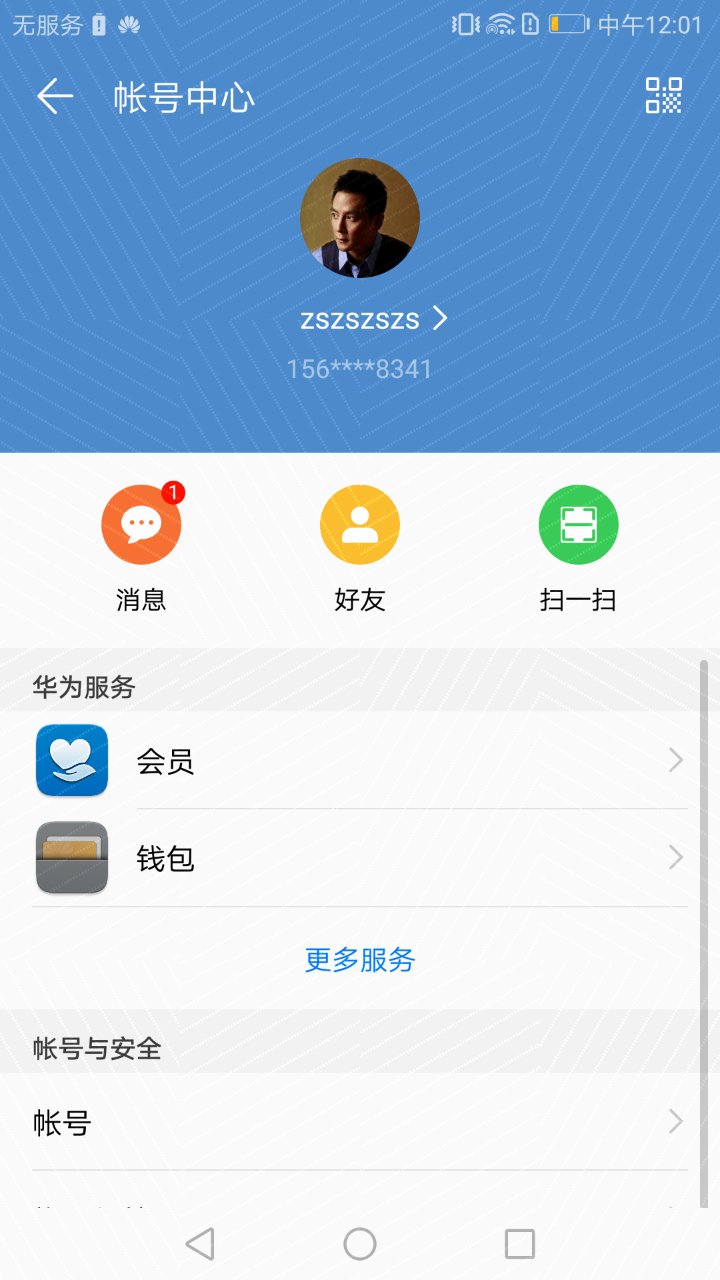 无服务 中午12:01
帐号中心
zszszszs
156****8341
1
消息 好友 扫一扫
华为服务
会员
钱包
更多服务
帐号与安全
帐号